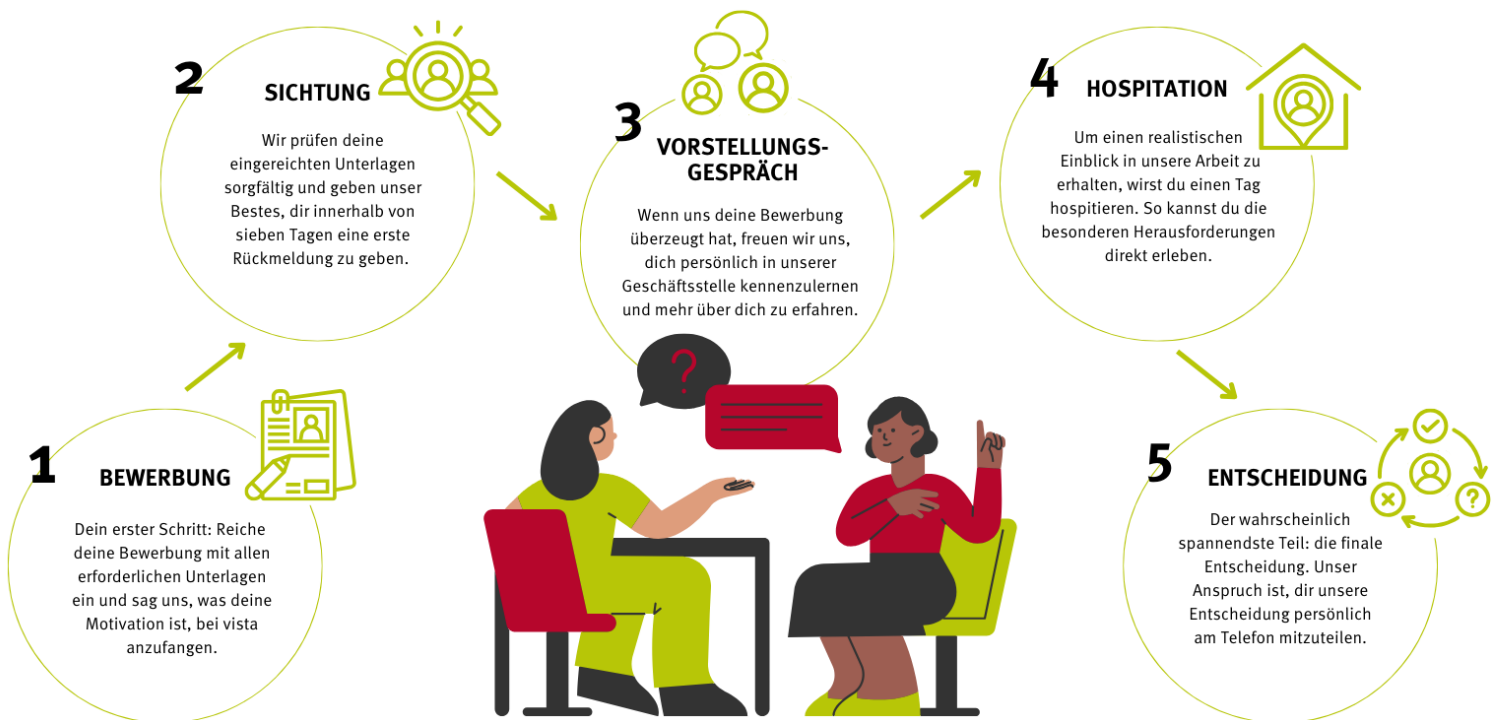 1
BEWERBUNG
Dein erster Schritt: Reiche
deine Bewerbung mit allen
erforderlichen Unterlagen
ein und sag uns, was deine
Motivation ist, bei vista
anzufangen.
2
SICHTUNG
Wir prüfen deine
eingereichten Unterlagen
sorgfältig und geben unser
Bestes, dir innerhalb von
sieben Tagen eine erste
Rückmeldung zu geben.
3
VORSTELLUNGS-
GESPRÄCH
Wenn uns deine Bewerbung
überzeugt hat, freuen wir uns,
dich persönlich in unserer
Geschäftsstelle kennenzulernen
und mehr über dich zu erfahren.
?
4
HOSPITATION
Um einen realistischen
Einblick in unsere Arbeit zu
erhalten, wirst du einen Tag
hospitieren. So kannst du die
besonderen Herausforderungen
direkt erleben.
5
ENTSCHEIDUNG
?
Der wahrscheinlich
spannendste Teil: die finale
Entscheidung. Unser
Anspruch ist, dir unsere
Entscheidung persönlich
am Telefon mitzuteilen.